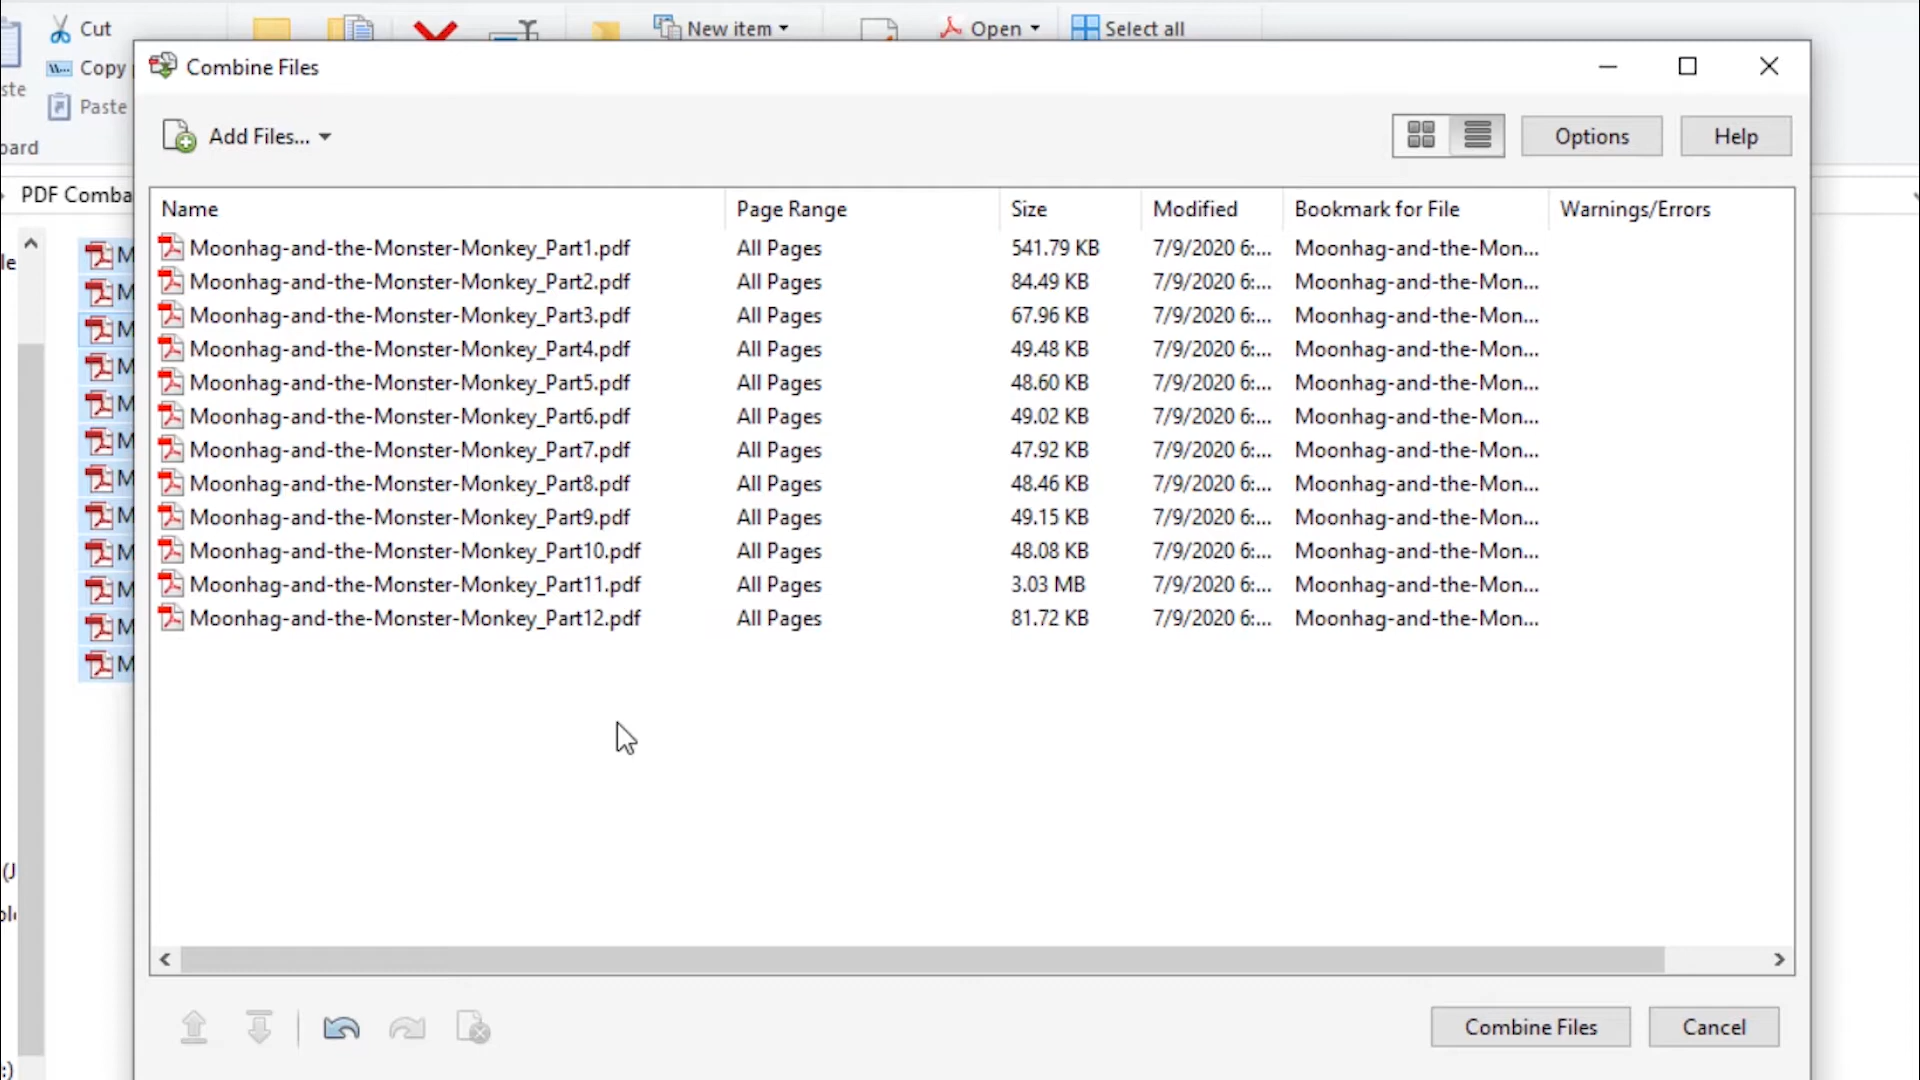 Cut
New item
Open
Select all
Copy
Paste
PDF Comba
Combine Files
Add Files...
Options
Help
Name Page Range Size Modified Bookmark for File Warnings/Errors
Moonhag-and-the-Monster-Monkey_Part1.pdf All Pages 541.79 KB 7/9/2020 6:... Moonhag-and-the-Mon...
Moonhag-and-the-Monster-Monkey_Part2.pdf All Pages 84.49 KB 7/9/2020 6:... Moonhag-and-the-Mon...
Moonhag-and-the-Monster-Monkey_Part3.pdf All Pages 67.96 KB 7/9/2020 6:... Moonhag-and-the-Mon...
Moonhag-and-the-Monster-Monkey_Part4.pdf All Pages 49.48 KB 7/9/2020 6:... Moonhag-and-the-Mon...
Moonhag-and-the-Monster-Monkey_Part5.pdf All Pages 48.60 KB 7/9/2020 6:... Moonhag-and-the-Mon...
Moonhag-and-the-Monster-Monkey_Part6.pdf All Pages 49.02 KB 7/9/2020 6:... Moonhag-and-the-Mon...
Moonhag-and-the-Monster-Monkey_Part7.pdf All Pages 47.92 KB 7/9/2020 6:... Moonhag-and-the-Mon...
Moonhag-and-the-Monster-Monkey_Part8.pdf All Pages 48.46 KB 7/9/2020 6:... Moonhag-and-the-Mon...
Moonhag-and-the-Monster-Monkey_Part9.pdf All Pages 49.15 KB 7/9/2020 6:... Moonhag-and-the-Mon...
Moonhag-and-the-Monster-Monkey_Part10.pdf All Pages 48.08 KB 7/9/2020 6:... Moonhag-and-the-Mon...
Moonhag-and-the-Monster-Monkey_Part11.pdf All Pages 3.03 MB 7/9/2020 6:... Moonhag-and-the-Mon...
Moonhag-and-the-Monster-Monkey_Part12.pdf All Pages 81.72 KB 7/9/2020 6:... Moonhag-and-the-Mon...
Combine Files
Cancel